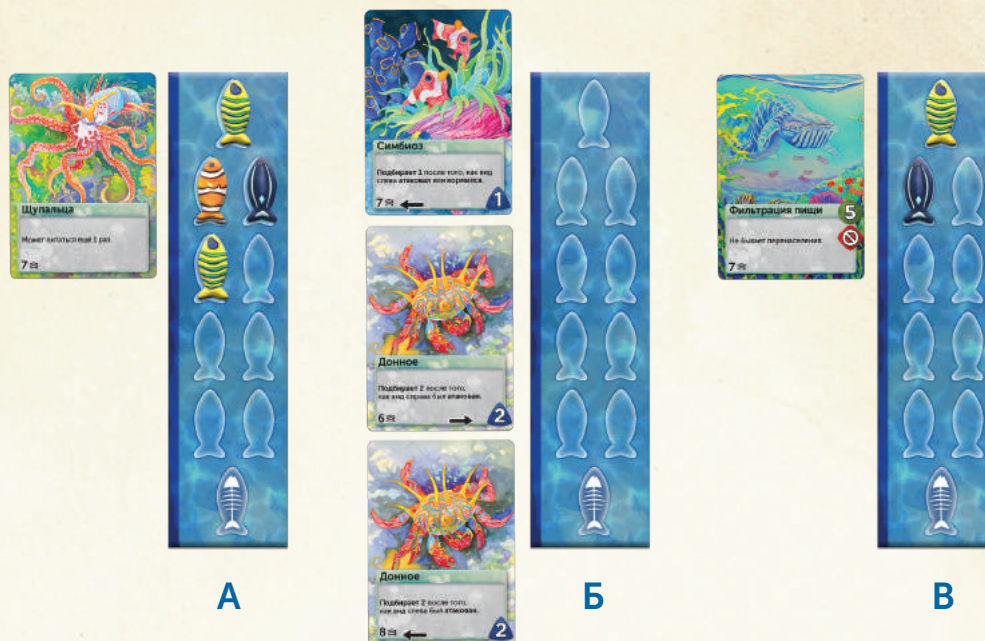 Щупальца
Может питаться ещё 1 раз.
7
Симбиоз
Подбирает 1 после того, как вид
слева атаковал или кормился.
7
1
Донное
Подбирает 2 после того,
как вид справа был атакован.
6
2
Донное
Подбирает 2 после того,
как вид слева был атакован.
8
2
Фильтрация пищи
5
Не бывает перенаселения.
7
А
Б
В